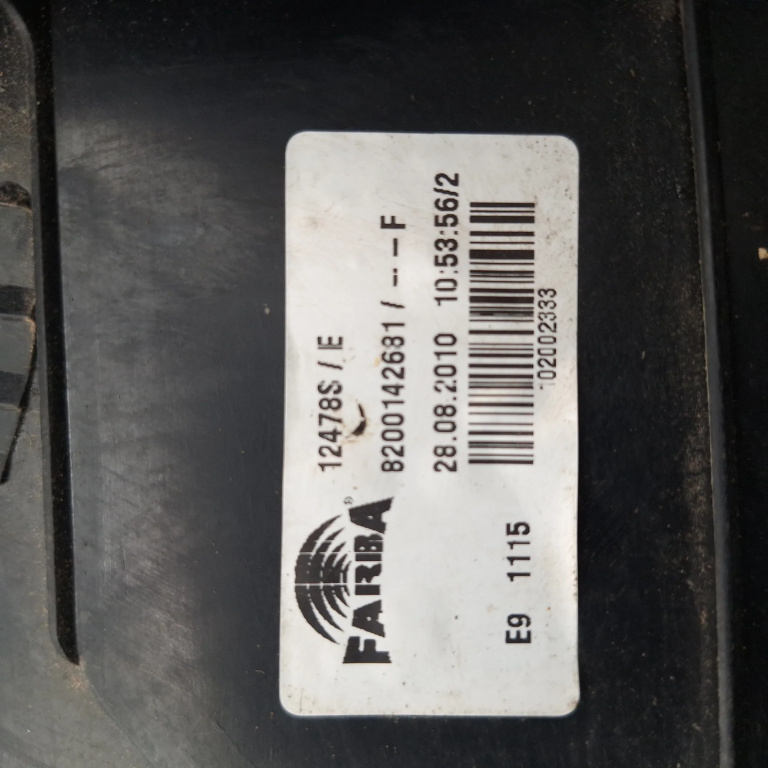 FARBA®
12478S / E
8200142681 / -- – F
28.08.2010 10:53:56/2
102002333
E9 1115